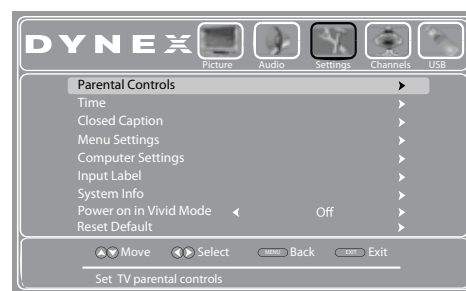 DYNEX
Picture Audio Settings Channels USB
Parental Controls
Time
Closed Caption
Menu Settings
Computer Settings
Input Label
System Info
Power on in Vivid Mode Off
Reset Default
Move Select MENU Back EXIT Exit
Set TV parental controls